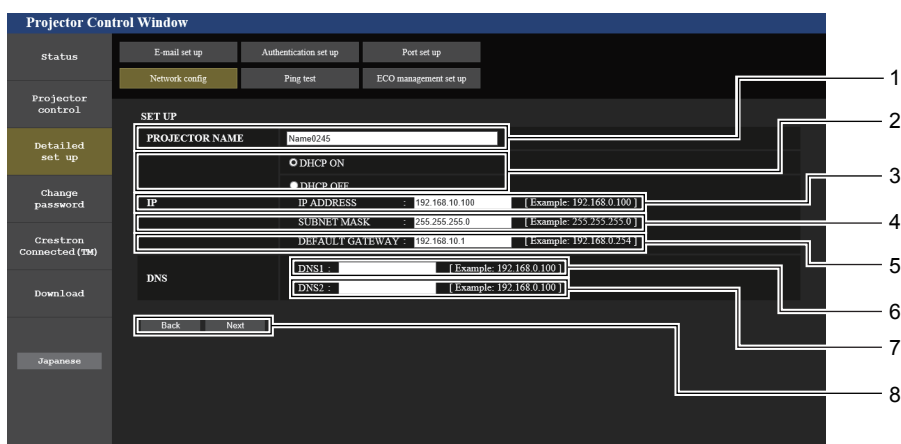 Projector Control Window
Status
E-mail set up
Authentication set up
Port set up
Network config
Ping test
ECO management set up
Projector
control
Detailed
set up
Change
password
Crestron
Connected(TM)
Download
Japanese
SET UP
PROJECTOR NAME Name0245
DHCP ON
DHCP OFF
IP IP ADDRESS : 192.168.10.100 [ Example: 192.168.0.100 ]
SUBNET MASK : 255.255.255.0 [ Example: 255.255.255.0 ]
DEFAULT GATEWAY : 192.168.10.1 [ Example: 192.168.0.254 ]
DNS
DNS1 : [ Example: 192.168.0.100 ]
DNS2 : [ Example: 192.168.0.100 ]
Back Next
1
2
3
4
5
6
7
8